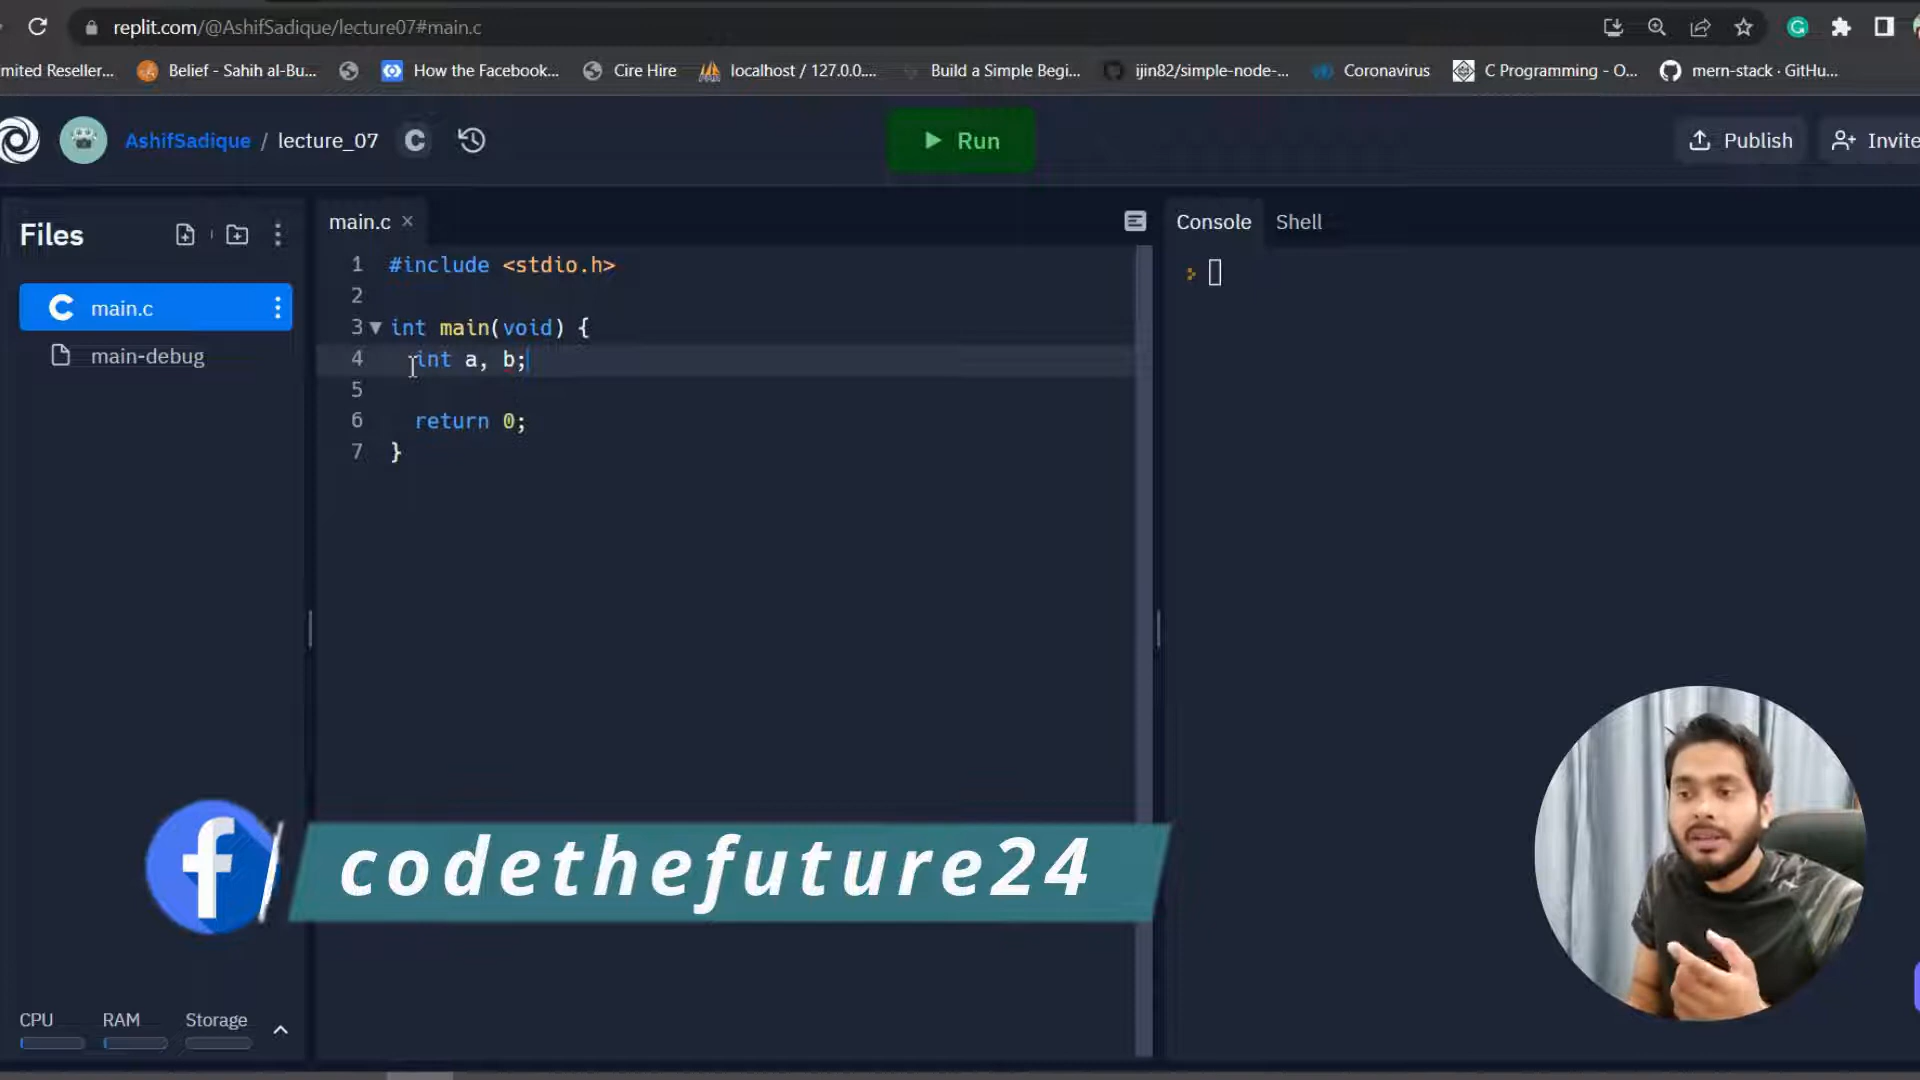 replit.com/@AshifSadique/lecture07#main.c
mited Reseller...
Belief - Sahih al-Bu...
How the Facebook...
Cire Hire
localhost / 127.0.0....
Build a Simple Begi...
ijin82/simple-node-...
Coronavirus
C Programming - O...
mern-stack · GitHu...
AshifSadique / lecture_07
C
Run
Publish
Invite
Files
main.c
main-debug
main.c ×
1 #include <stdio.h>
2
3 int main(void) {
4 int a, b;
5
6 return 0;
7 }
Console
Shell
f/ codethefuture24
CPU
RAM
Storage